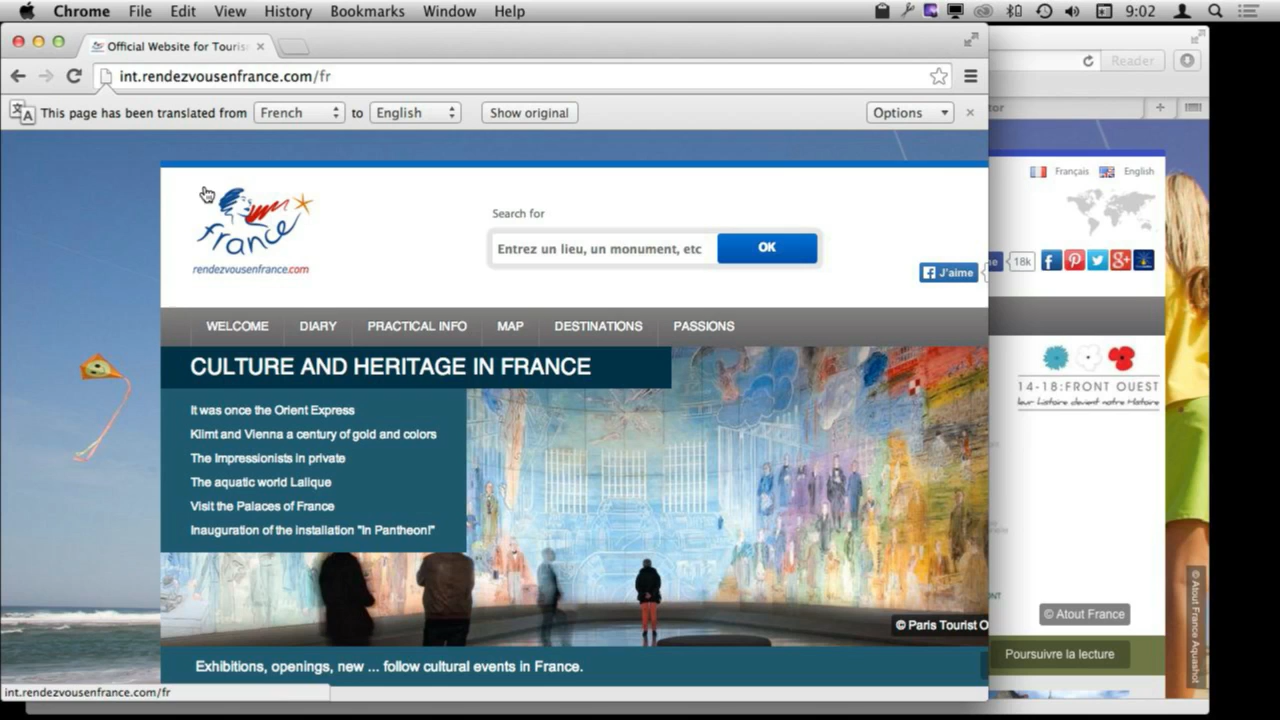 Chrome File Edit View History Bookmarks Window Help 9:02
Official Website for Touris
int.rendezvousenfrance.com/fr
Reader
This page has been translated from French to English Show original Options
tor
Français English
france
rendezvousenfrance.com
Search for
Entrez un lieu, un monument, etc OK
J'aime
18k
WELCOME DIARY PRACTICAL INFO MAP DESTINATIONS PASSIONS
CULTURE AND HERITAGE IN FRANCE
It was once the Orient Express
Klimt and Vienna a century of gold and colors
The Impressionists in private
The aquatic world Lalique
Visit the Palaces of France
Inauguration of the installation "In Pantheon!"
14-18:FRONT OUEST
leur histoire devient notre Histoire
© Atout France
© Paris Tourist O
Poursuivre la lecture
© Atout France Aquashot
Exhibitions, openings, new ... follow cultural events in France.
int.rendezvousenfrance.com/fr